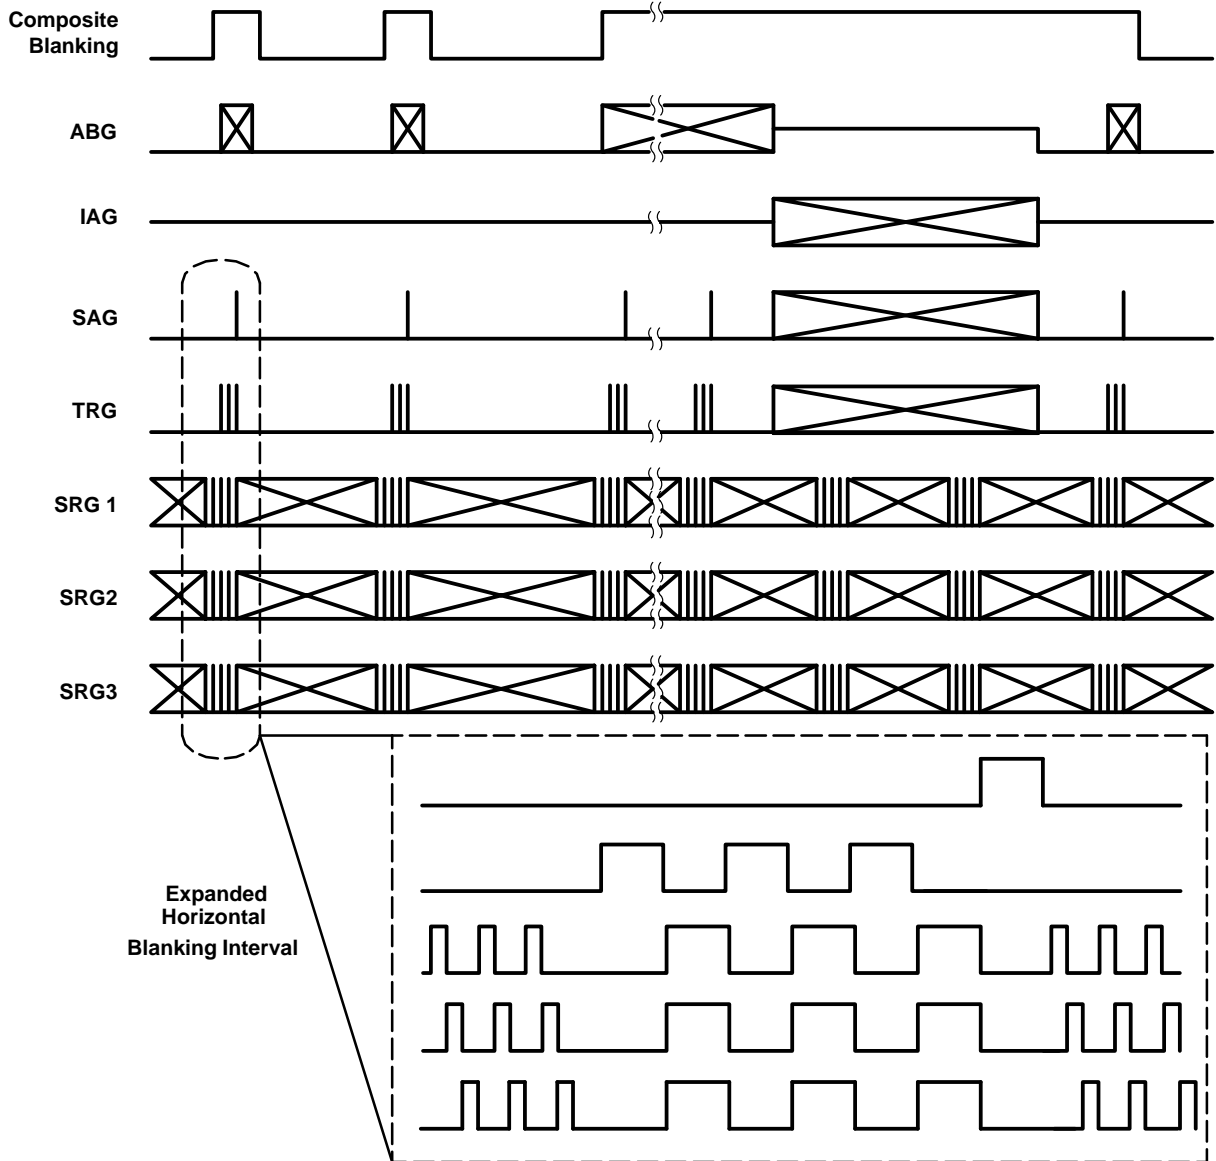 Composite
Blanking
ABG
IAG
SAG
TRG
SRG 1
SRG2
SRG3
Expanded
Horizontal
Blanking Interval